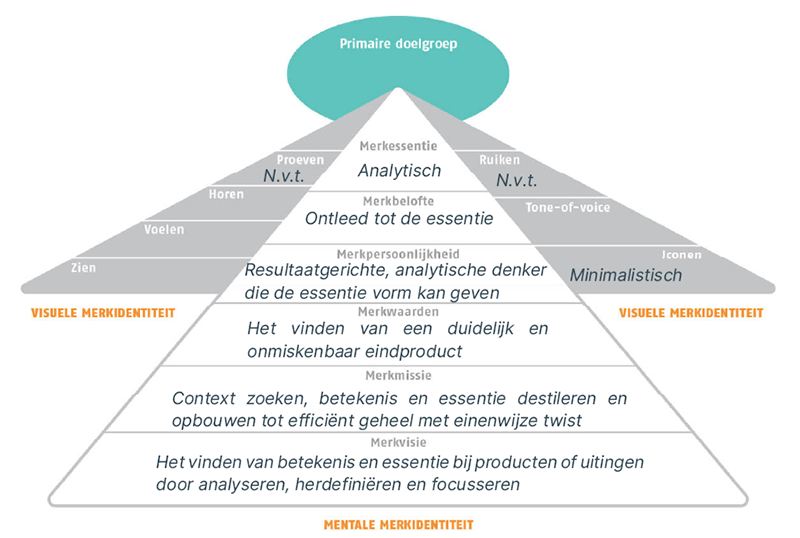 Primaire doelgroep
Merkessentie
Analytisch
Proeven
N.v.t.
Ruiken
N.v.t.
Horen
Merkbelofte
Ontleed tot de essentie
Tone-of-voice
Voelen
Merkpersoonlijkheid
Resultaatgerichte, analytische denker
die de essentie vorm kan geven
Zien
Iconen
Minimalistisch
VISUELE MERKIDENTITEIT
VISUELE MERKIDENTITEIT
Merkwaarden
Het vinden van een duidelijk en
onmiskenbaar eindproduct
Merkmissie
Context zoeken, betekenis en essentie destileren en
opbouwen tot efficiënt geheel met einenwijze twist
Merkvisie
Het vinden van betekenis en essentie bij producten of uitingen
door analyseren, herdefiniëren en focusseren
MENTALE MERKIDENTITEIT